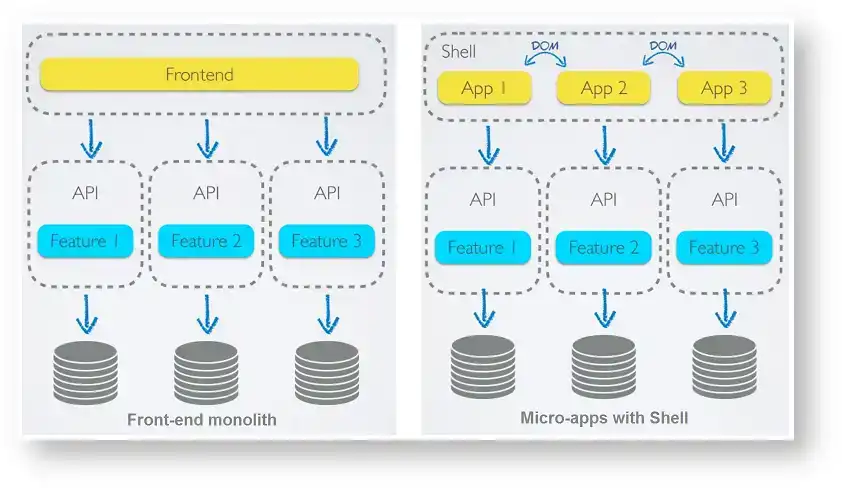 Frontend
API
API
API
Feature 1
Feature 2
Feature 3
Front-end monolith
Shell
DOM
DOM
App 1
App 2
App 3
API
API
API
Feature 1
Feature 2
Feature 3
Micro-apps with Shell